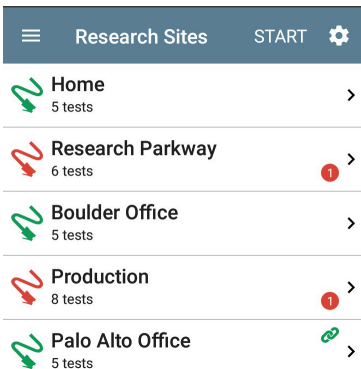 Research Sites START
Home
5 tests
Research Parkway
6 tests
1
Boulder Office
5 tests
Production
8 tests
1
Palo Alto Office
5 tests